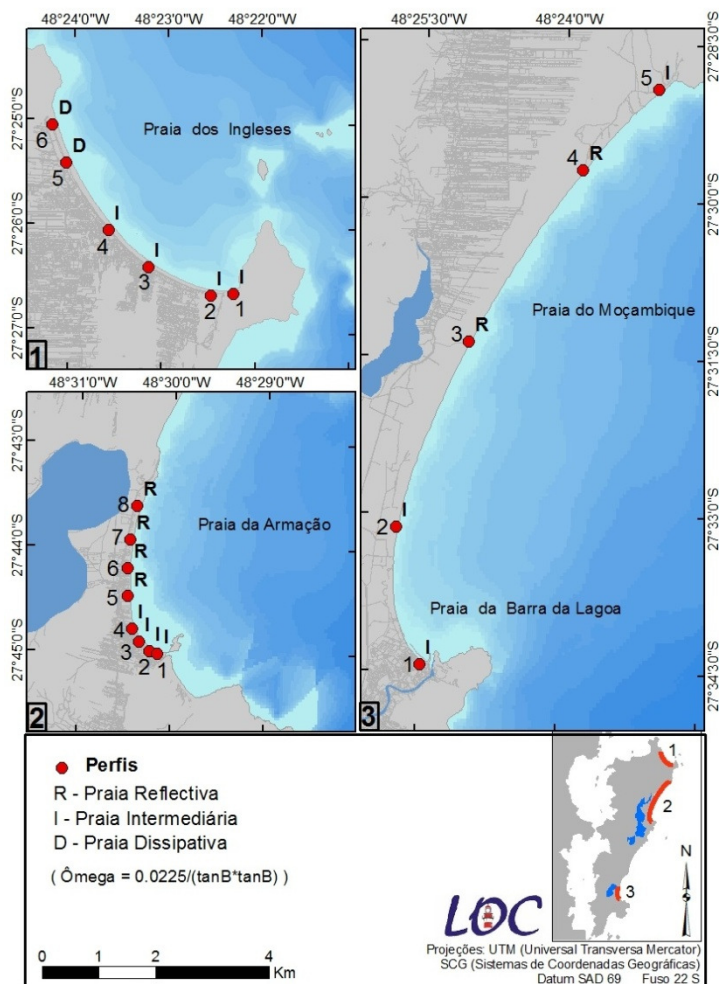 48°24'0"W 48°23'0"W 48°22'0"W
27°25'0"S
27°26'0"S
27°27'0"S
Praia dos Ingleses
D
6
D
5
I
4
I
3
I
2
I
1
1
48°31'0"W 48°30'0"W 48°29'0"W
27°43'0"S
27°44'0"S
27°45'0"S
Praia da Armação
8 R
7 R
6 R
5 R
4 I
3 I
2 I
1 I
2
48°25'30"W 48°24'0"W
27°28'30"S
27°30'0"S
27°31'30"S
27°33'0"S
27°34'30"S
5 I
4 R
3 R
2 I
1 I
Praia do Moçambique
Praia da Barra da Lagoa
3
Perfis
R - Praia Reflectiva
I - Praia Intermediária
D - Praia Dissipativa
( Ômega = 0.0225/(tanB*tanB) )
0 1 2 4
Km
1
2
3
N
LOC
Projeções: UTM (Universal Transversa Mercator)
SCG (Sistemas de Coordenadas Geográficas)
Datum SAD 69 Fuso 22 S